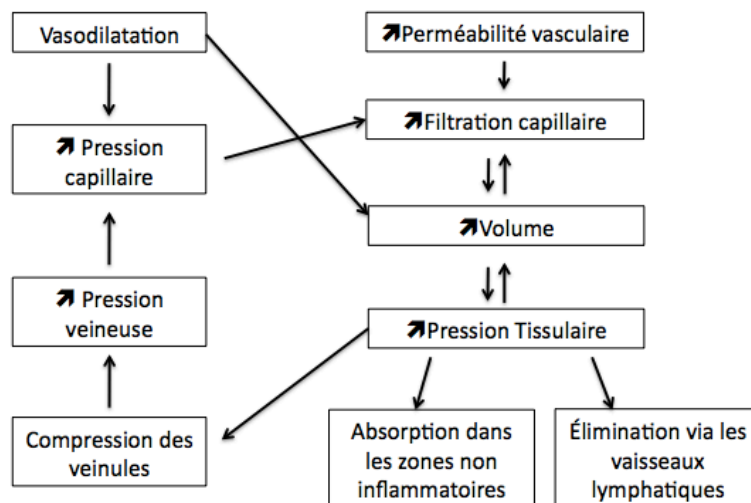 Vasodilatation
↗Perméabilité vasculaire
↗Filtration capillaire
↗ Pression
capillaire
↗Volume
↗ Pression
veineuse
↗Pression Tissulaire
Compression des
veinules
Absorption dans
les zones non
inflammatoires
Élimination via les
vaisseaux
lymphatiques